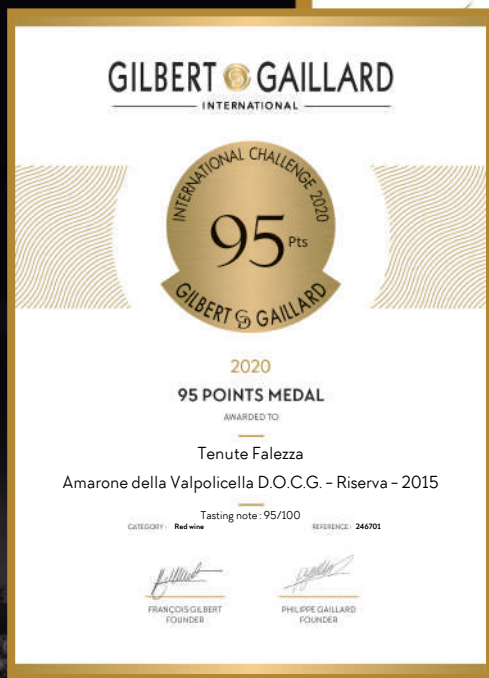 GILBERT GAILLARD
INTERNATIONAL
INTERNATIONAL CHALLENGE 2020
95 Pts
GILBERT GAILLARD
2020
95 POINTS MEDAL
AWARDED TO
Tenute Falezza
Amarone della Valpolicella D.O.C.G. – Riserva – 2015
Tasting note : 95/100
CATEGORY : Red wine REFERENCE : 246701
FRANÇOIS GILBERT PHILIPPE GAILLARD
FOUNDER FOUNDER